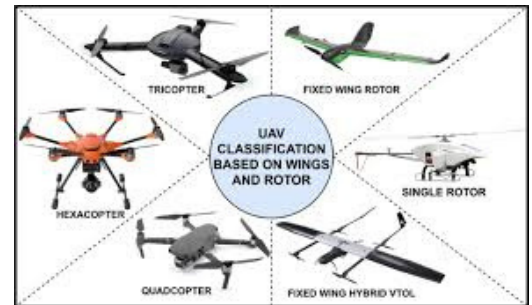 TRICOPTER
FIXED WING ROTOR
UAV
CLASSIFICATION
BASED ON WINGS
AND ROTOR
HEXACOPTER
SINGLE ROTOR
QUADCOPTER
FIXED WING HYBRID VTOL